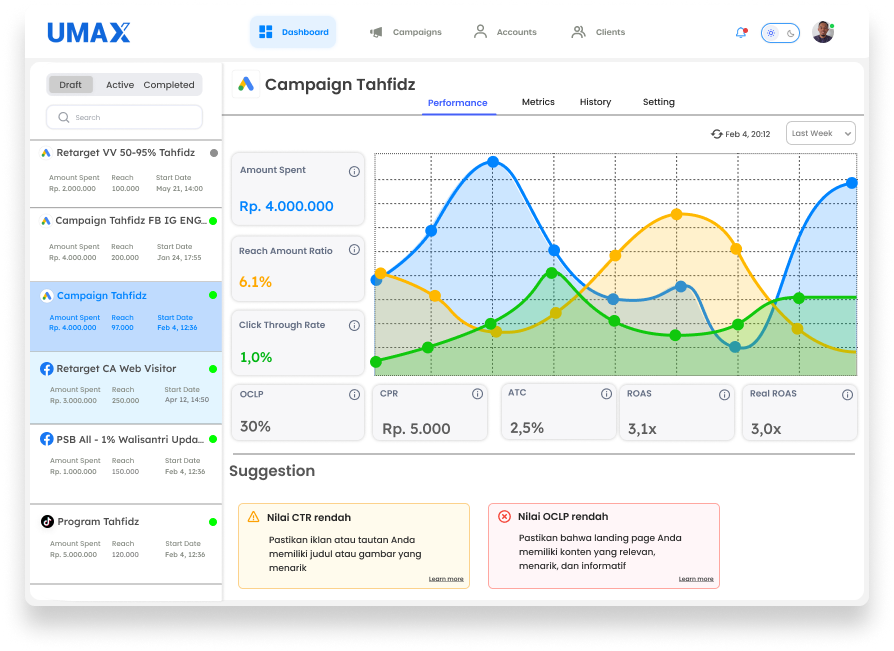 UMAX
Dashboard
Campaigns
Accounts
Clients
Draft
Active
Completed
Search
Retarget VV 50-95% Tahfidz
Amount Spent Reach Start Date
Rp. 2.000.000 100.000 May 21, 14:00
Campaign Tahfidz FB IG ENG...
Amount Spent Reach Start Date
Rp. 4.000.000 200.000 Jan 24, 17:55
Campaign Tahfidz
Amount Spent Reach Start Date
Rp. 4.000.000 97.000 Feb 4, 12:36
Retarget CA Web Visitor
Amount Spent Reach Start Date
Rp. 3.000.000 250.000 Apr 12, 14:50
PSB All - 1% Walisantri Upda...
Amount Spent Reach Start Date
Rp. 1.000.000 150.000 Feb 4, 12:36
Program Tahfidz
Amount Spent Reach Start Date
Rp. 5.000.000 120.000 Feb 4, 12:36
Campaign Tahfidz
Performance
Metrics
History
Setting
Feb 4, 20:12
Last Week
Amount Spent
Rp. 4.000.000
Reach Amount Ratio
6.1%
Click Through Rate
1,0%
OCLP
30%
CPR
Rp. 5.000
ATC
2,5%
ROAS
3,1x
Real ROAS
3,0x
Suggestion
Nilai CTR rendah
Pastikan iklan atau tautan Anda
memiliki judul atau gambar yang
menarik
Learn more
Nilai OCLP rendah
Pastikan bahwa landing page Anda
memiliki konten yang relevan,
menarik, dan informatif
Learn more